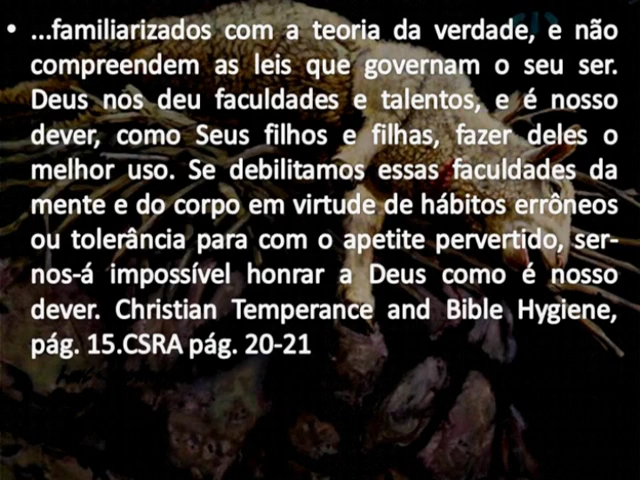 • ...familiarizados com a teoria da verdade, e não
compreendem as leis que governam o seu ser.
Deus nos deu faculdades e talentos, e é nosso
dever, como Seus filhos e filhas, fazer deles o
melhor uso. Se debilitamos essas faculdades da
mente e do corpo em virtude de hábitos errôneos
ou tolerância para com o apetite pervertido, ser-
nos-á impossível honrar a Deus como é nosso
dever. Christian Temperance and Bible Hygiene,
pág. 15.CSRA pág. 20-21